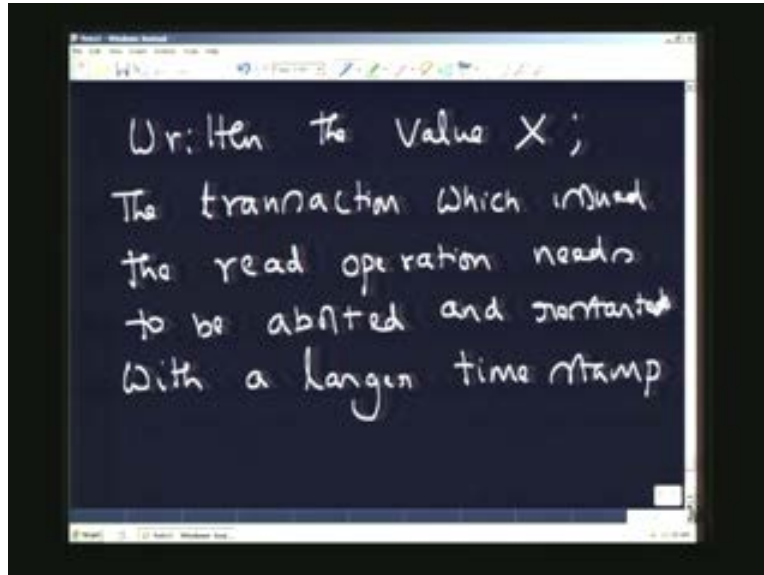 Written the value X;
The transaction which issued
the read operation needs
to be aborted and restarted
with a larger time stamp